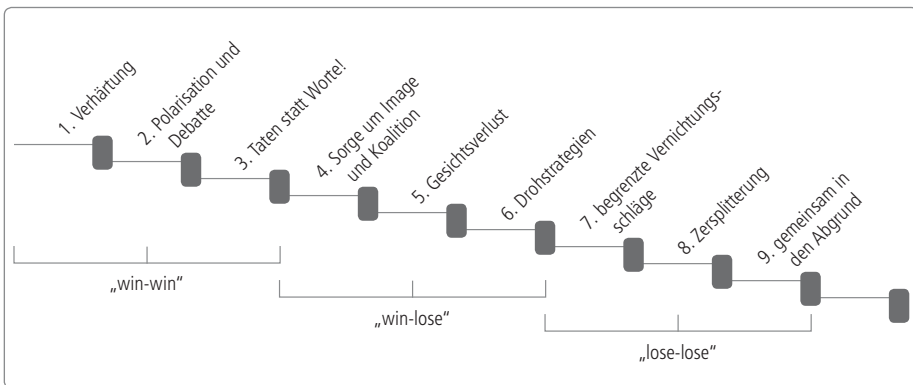 1. Verhärtung
2. Polarisation und
Debatte
3. Taten statt Worte!
4. Sorge um Image
und Koalition
5. Gesichtsverlust
6. Drohstrategien
7. begrenzte Vernichtungs-
schläge
8. Zersplitterung
9. gemeinsam in
den Abgrund
„win-win“
„win-lose“
„lose-lose“